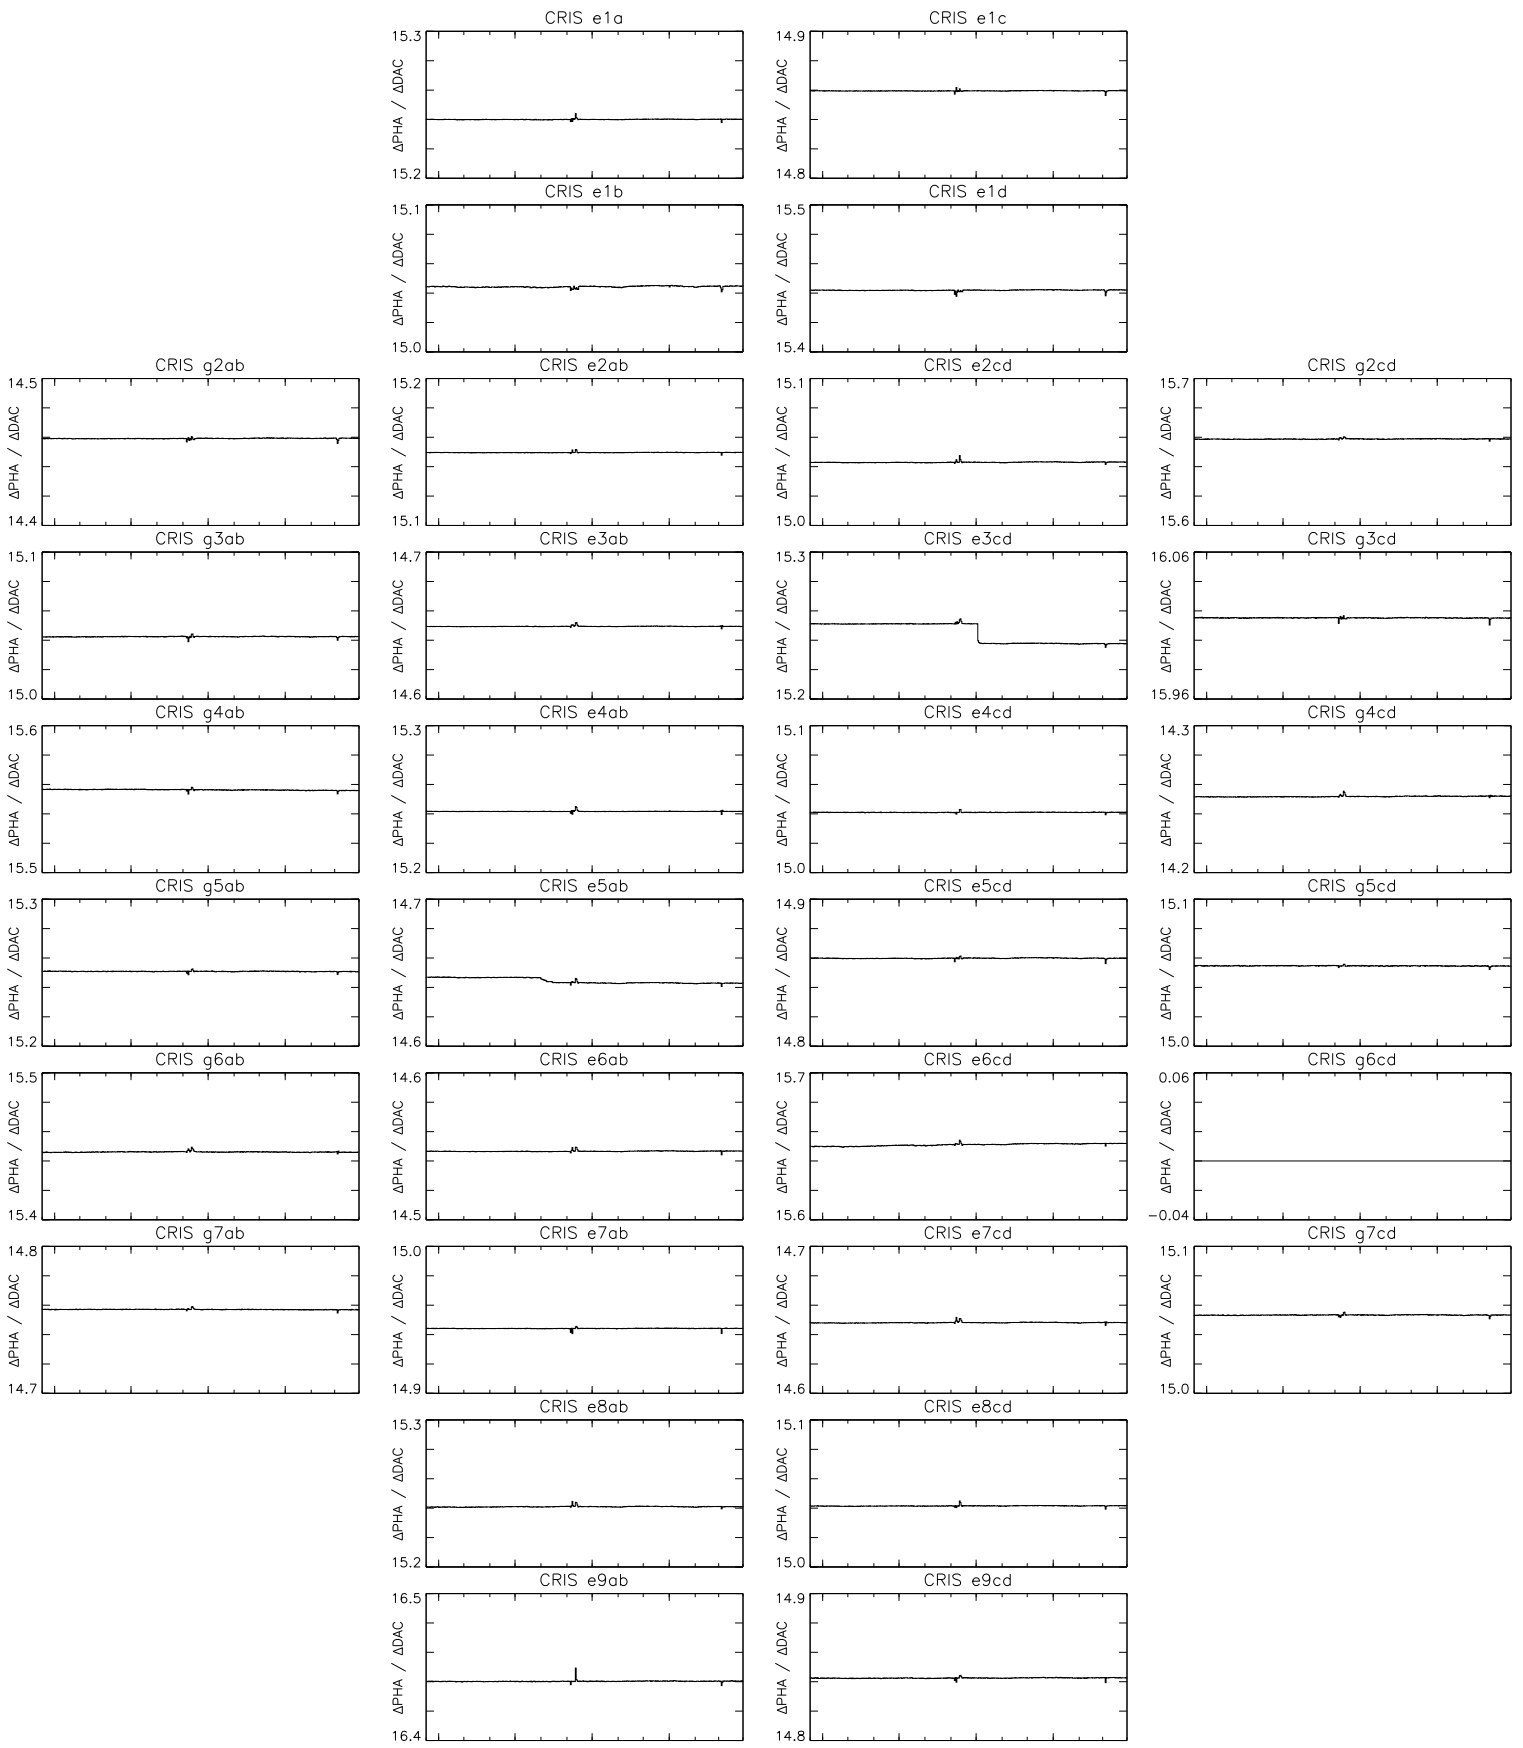 CRIS e1a
15.3
ΔPHA / ΔDAC
15.2
CRIS e1c
14.9
ΔPHA / ΔDAC
14.8
CRIS e1b
15.1
ΔPHA / ΔDAC
15.0
CRIS e1d
15.5
ΔPHA / ΔDAC
15.4
CRIS g2ab
14.5
ΔPHA / ΔDAC
14.4
CRIS e2ab
15.2
ΔPHA / ΔDAC
15.1
CRIS e2cd
15.1
ΔPHA / ΔDAC
15.0
CRIS g2cd
15.7
ΔPHA / ΔDAC
15.6
CRIS g3ab
15.1
ΔPHA / ΔDAC
15.0
CRIS e3ab
14.7
ΔPHA / ΔDAC
14.6
CRIS e3cd
15.3
ΔPHA / ΔDAC
15.2
CRIS g3cd
16.06
ΔPHA / ΔDAC
15.96
CRIS g4ab
15.6
ΔPHA / ΔDAC
15.5
CRIS e4ab
15.3
ΔPHA / ΔDAC
15.2
CRIS e4cd
15.1
ΔPHA / ΔDAC
15.0
CRIS g4cd
14.3
ΔPHA / ΔDAC
14.2
CRIS g5ab
15.3
ΔPHA / ΔDAC
15.2
CRIS e5ab
14.7
ΔPHA / ΔDAC
14.6
CRIS e5cd
14.9
ΔPHA / ΔDAC
14.8
CRIS g5cd
15.1
ΔPHA / ΔDAC
15.0
CRIS g6ab
15.5
ΔPHA / ΔDAC
15.4
CRIS e6ab
14.6
ΔPHA / ΔDAC
14.5
CRIS e6cd
15.7
ΔPHA / ΔDAC
15.6
CRIS g6cd
0.06
ΔPHA / ΔDAC
−0.04
CRIS g7ab
14.8
ΔPHA / ΔDAC
14.7
CRIS e7ab
15.0
ΔPHA / ΔDAC
14.9
CRIS e7cd
14.7
ΔPHA / ΔDAC
14.6
CRIS g7cd
15.1
ΔPHA / ΔDAC
15.0
CRIS e8ab
15.3
ΔPHA / ΔDAC
15.2
CRIS e8cd
15.1
ΔPHA / ΔDAC
15.0
CRIS e9ab
16.5
ΔPHA / ΔDAC
16.4
CRIS e9cd
14.9
ΔPHA / ΔDAC
14.8